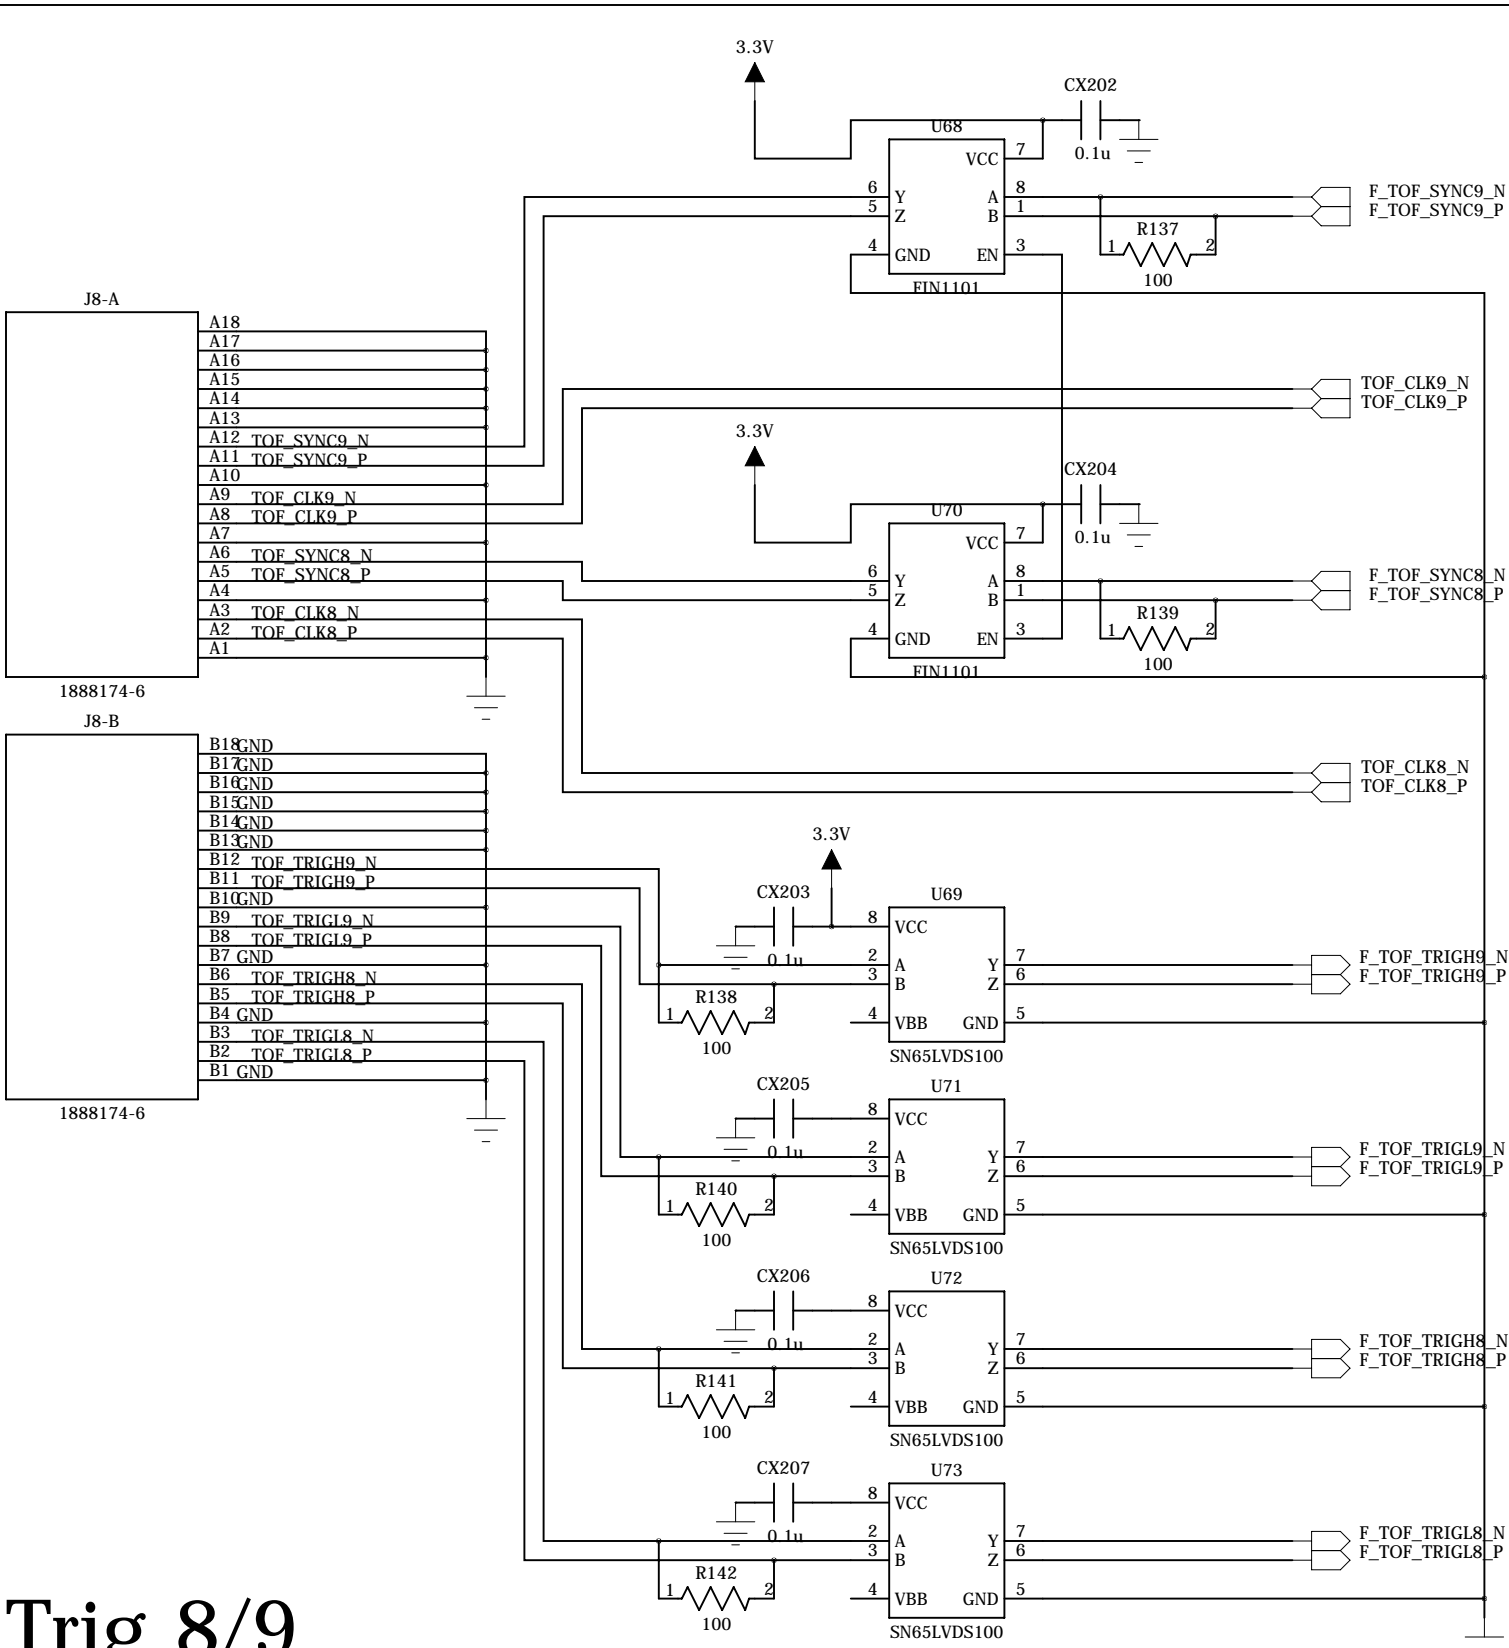 3.3V
CX202
0.1u
U68
VCC 7
6 Y A 8
5 Z B 1
4 GND EN 3
FIN1101
F_TOF_SYNC9_N
F_TOF_SYNC9_P
R137
1 2
100
J8-A
A18
A17
A16
A15
A14
A13
A12 TOF_SYNC9_N
A11 TOF_SYNC9_P
A10
A9 TOF_CLK9_N
A8 TOF_CLK9_P
A7
A6 TOF_SYNC8_N
A5 TOF_SYNC8_P
A4
A3 TOF_CLK8_N
A2 TOF_CLK8_P
A1
1888174-6
TOF_CLK9_N
TOF_CLK9_P
3.3V
CX204
0.1u
U70
VCC 7
6 Y A 8
5 Z B 1
4 GND EN 3
FIN1101
F_TOF_SYNC8_N
F_TOF_SYNC8_P
R139
1 2
100
J8-B
B18 GND
B17 GND
B16 GND
B15 GND
B14 GND
B13 GND
B12 TOF_TRIGH9_N
B11 TOF_TRIGH9_P
B10 GND
B9 TOF_TRIGL9_N
B8 TOF_TRIGL9_P
B7 GND
B6 TOF_TRIGH8_N
B5 TOF_TRIGH8_P
B4 GND
B3 TOF_TRIGL8_N
B2 TOF_TRIGL8_P
B1 GND
1888174-6
TOF_CLK8_N
TOF_CLK8_P
3.3V
CX203
0.1u
U69
8 VCC
2 A Y 7
3 B Z 6
4 VBB GND 5
SN65LVDS100
R138
1 2
100
F_TOF_TRIGH9_N
F_TOF_TRIGH9_P
CX205
0.1u
U71
8 VCC
2 A Y 7
3 B Z 6
4 VBB GND 5
SN65LVDS100
R140
1 2
100
F_TOF_TRIGL9_N
F_TOF_TRIGL9_P
CX206
0.1u
U72
8 VCC
2 A Y 7
3 B Z 6
4 VBB GND 5
SN65LVDS100
R141
1 2
100
F_TOF_TRIGH8_N
F_TOF_TRIGH8_P
CX207
0.1u
U73
8 VCC
2 A Y 7
3 B Z 6
4 VBB GND 5
SN65LVDS100
R142
1 2
100
F_TOF_TRIGL8_N
F_TOF_TRIGL8_P
Trig 8/9